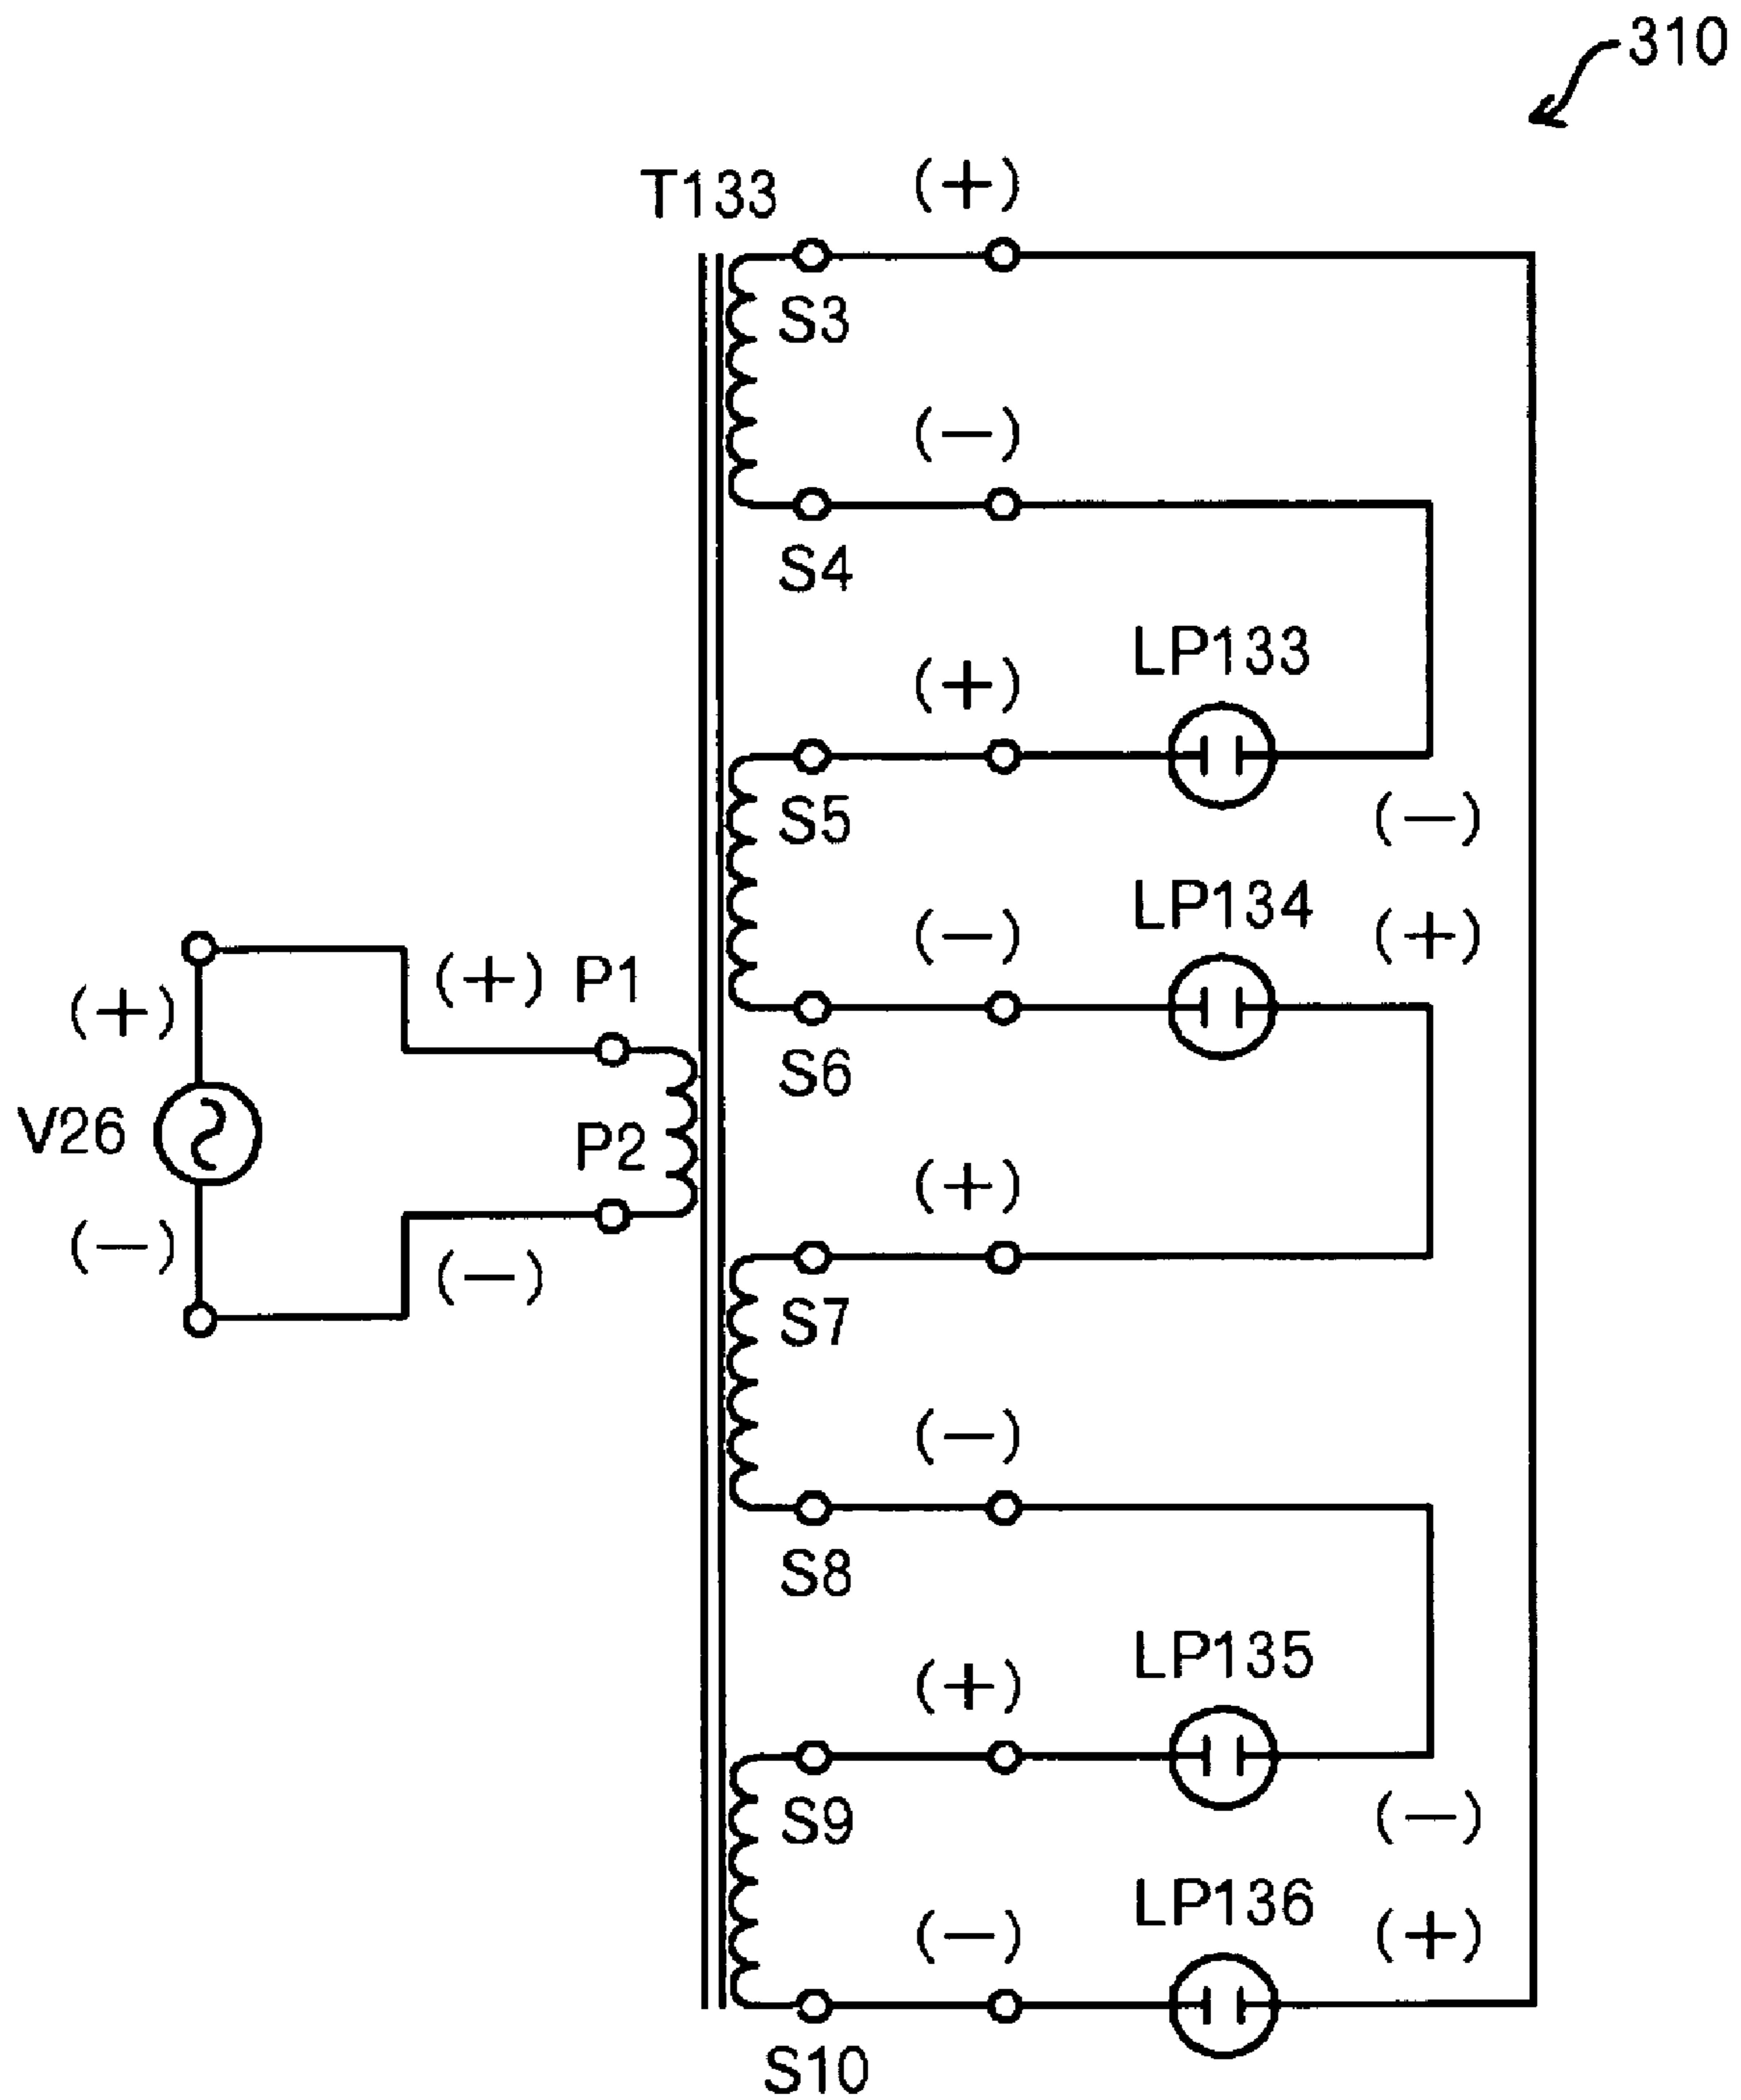 310
T133
(+)
S3
(−)
S4
LP133
(+)
S5
(−)
LP134
(+)
(−)
S6
(+) P1
(+)
V26
P2
(−)
(−)
(+)
S7
(−)
S8
LP135
(+)
S9
(−)
LP136
(+)
(−)
S10